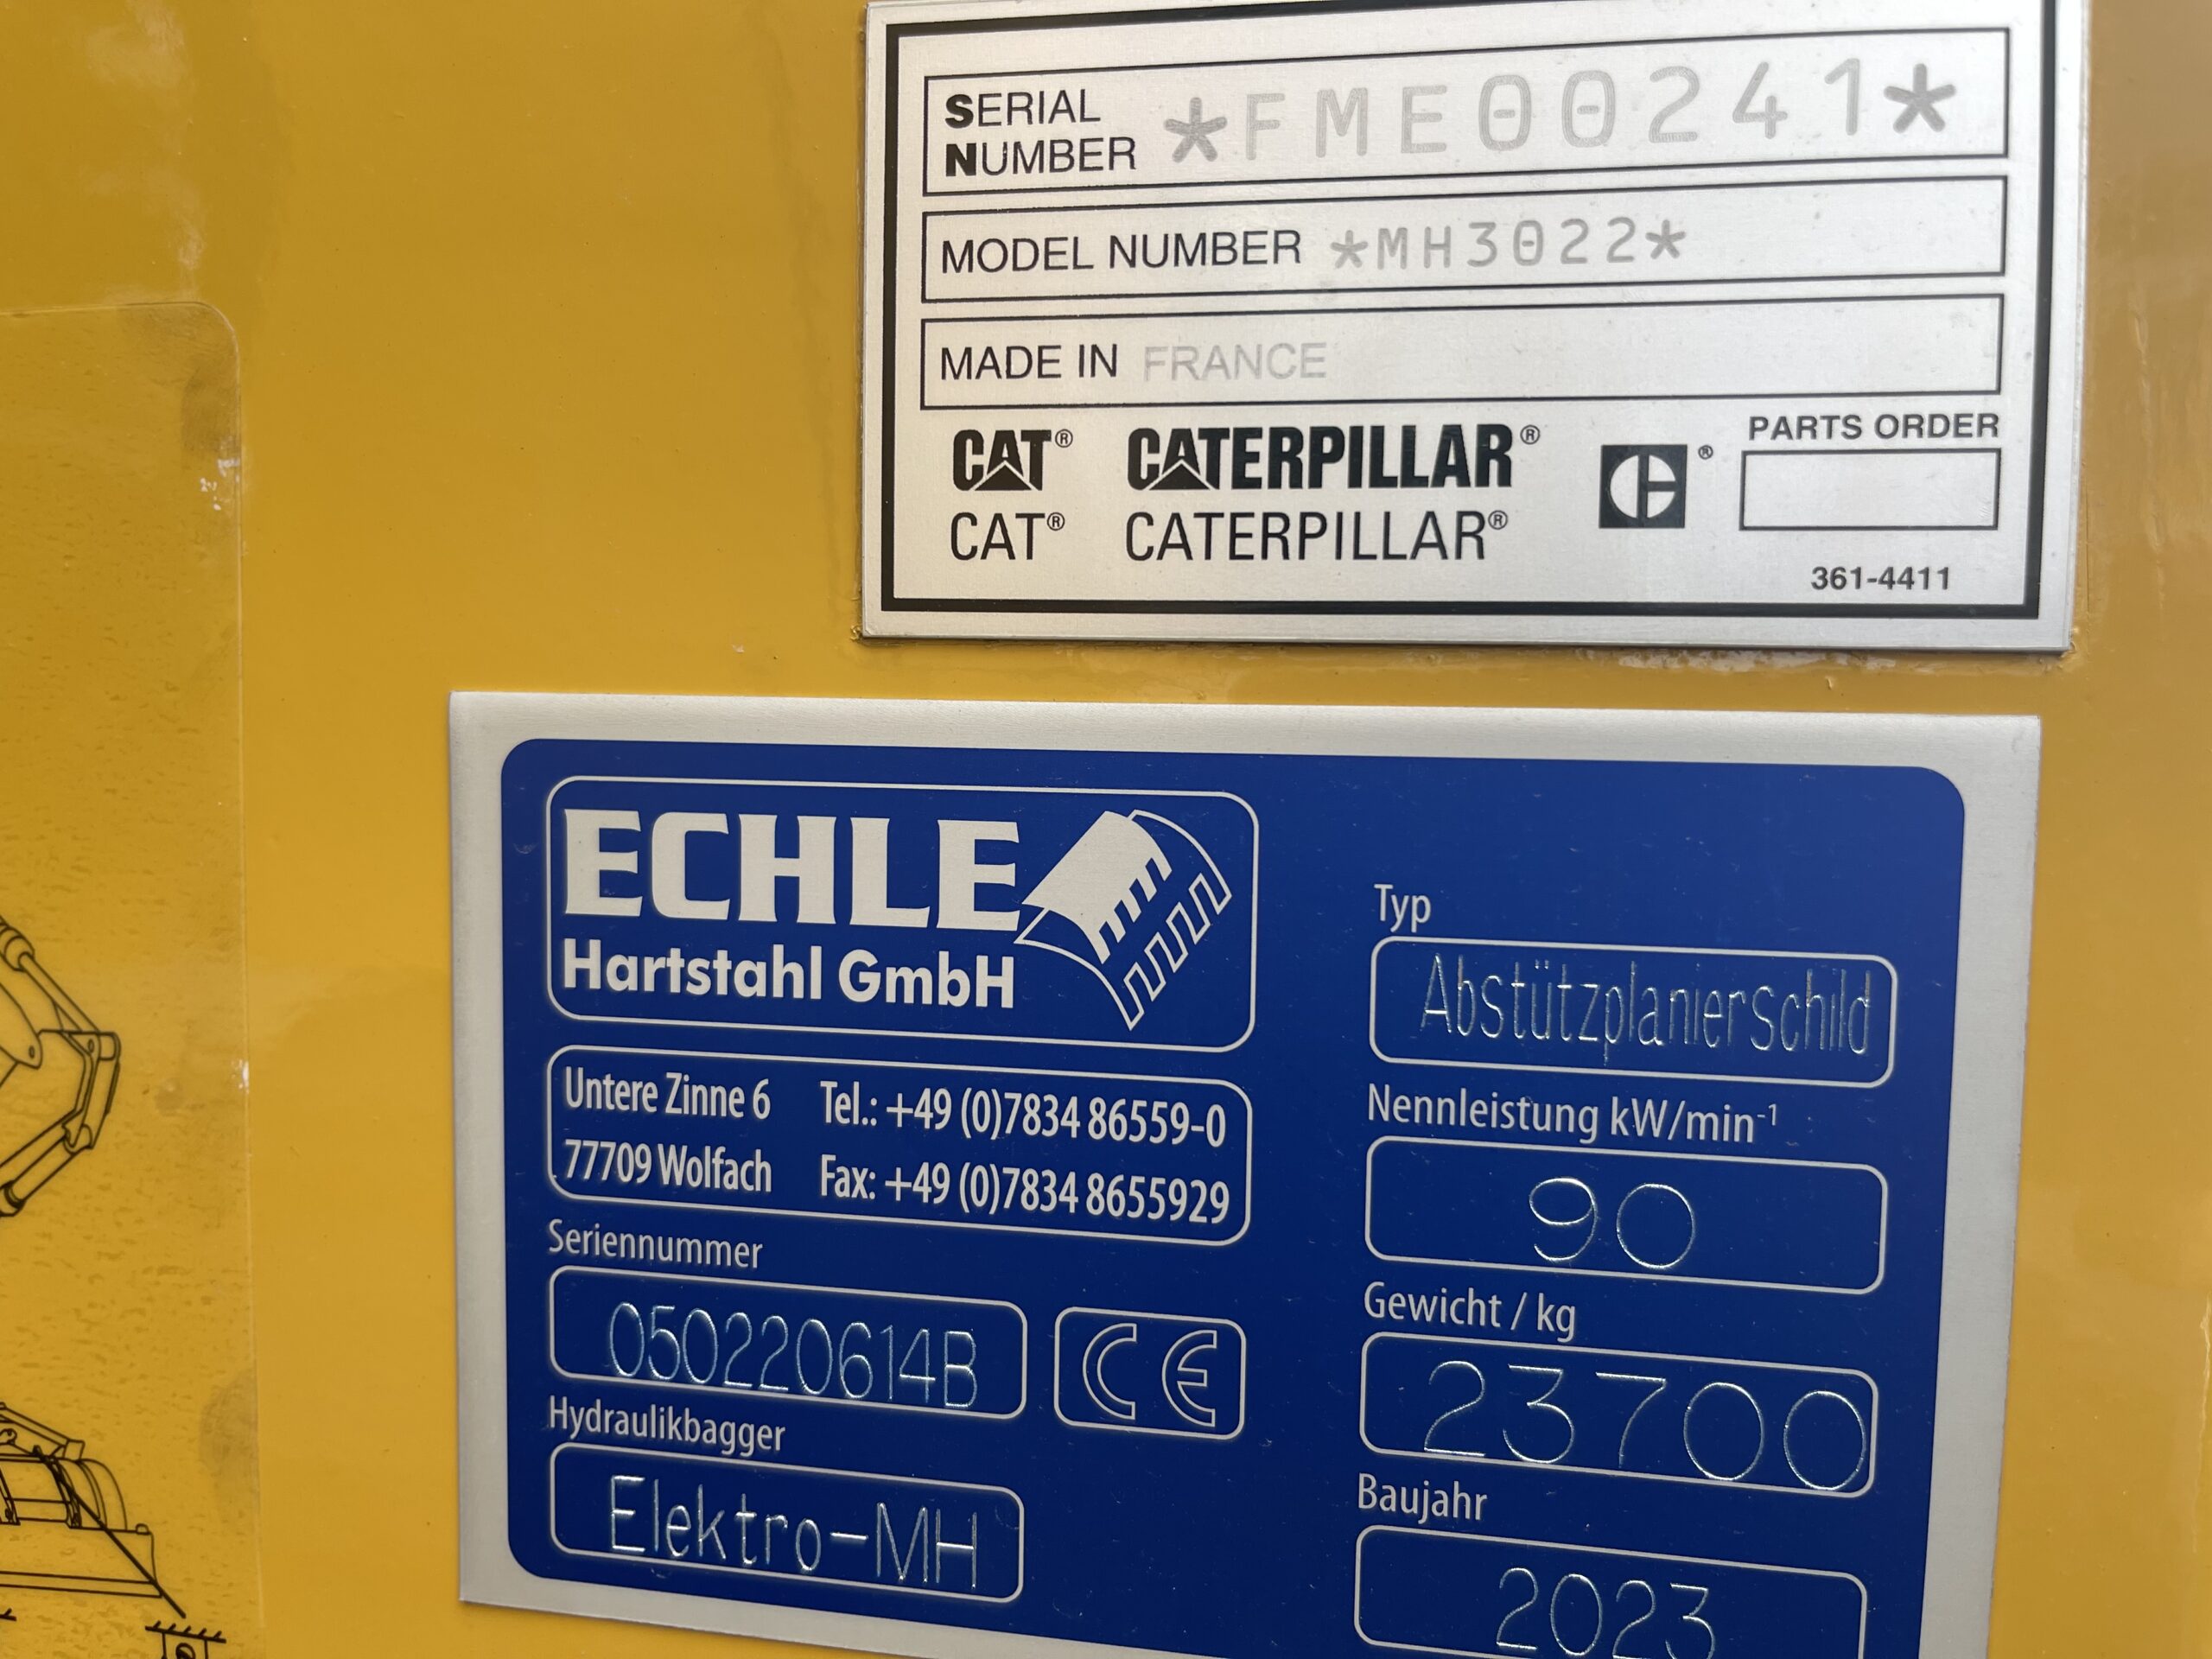 SERIAL NUMBER *FME00241*
MODEL NUMBER *MH3022*
MADE IN FRANCE
CAT® CATERPILLAR® ®
CAT® CATERPILLAR®
PARTS ORDER
361-4411
ECHLE
Hartstahl GmbH
Untere Zinne 6 Tel.: +49 (0)7834 86559-0
77709 Wolfach Fax: +49 (0)7834 8655929
Seriennummer
050220614B
CE
Hydraulikbagger
Elektro-MH
Typ
Abstützplanierschild
Nennleistung kW/min⁻¹
90
Gewicht / kg
23700
Baujahr
2023